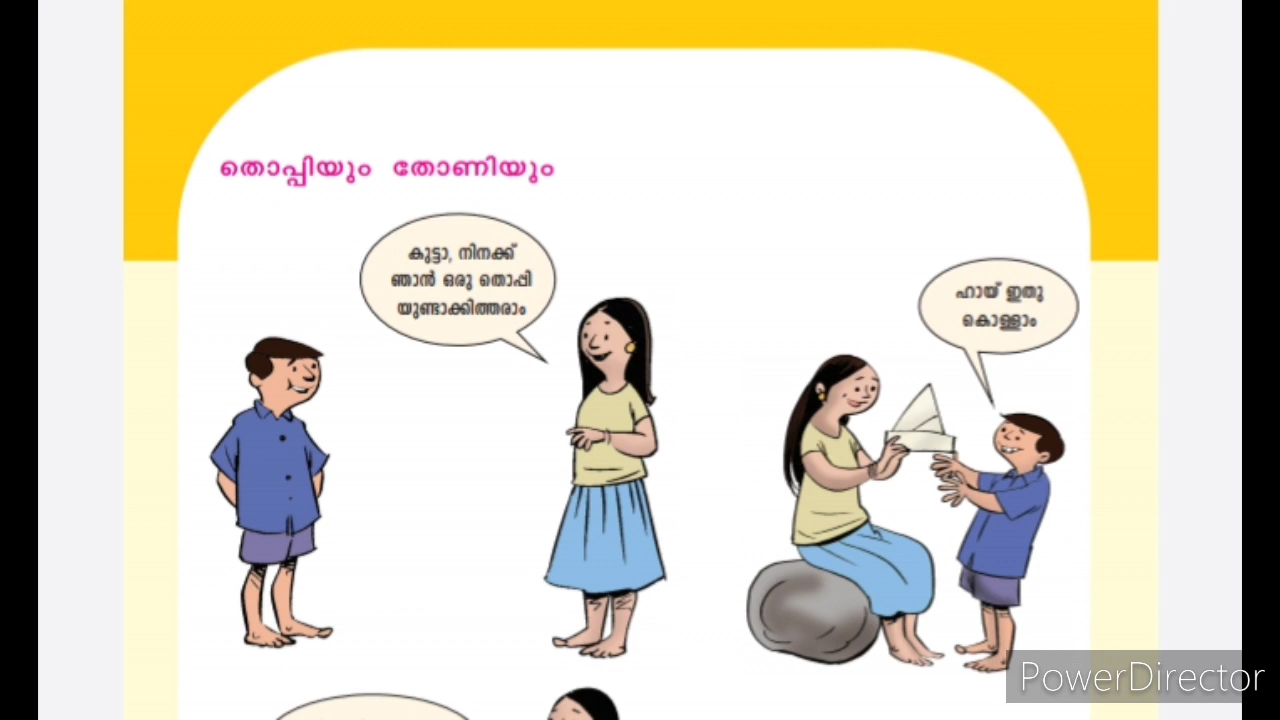 തൊപ്പിയും തോണിയും
കുട്ടാ, നിനക്ക്
ഞാൻ ഒരു തൊപ്പി
യുണ്ടാക്കിത്തരാം
ഹായ് ഇതു
കൊള്ളാം
PowerDirector